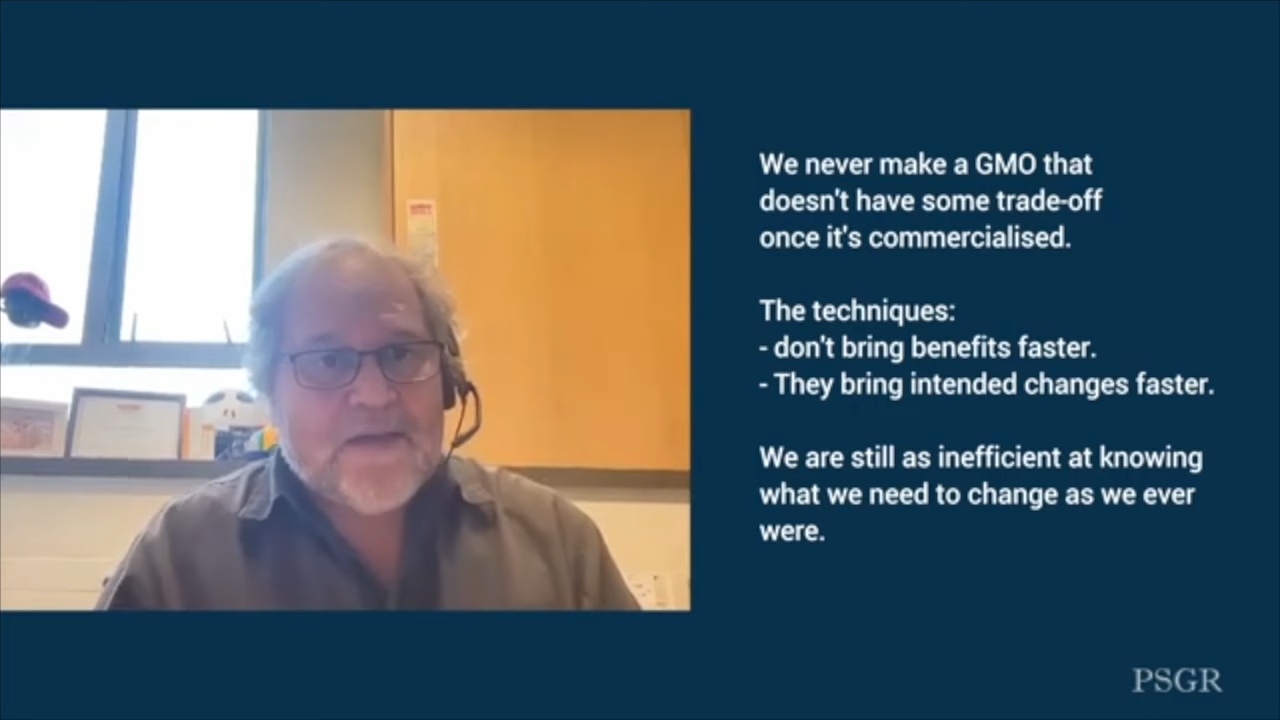 We never make a GMO that
doesn't have some trade-off
once it's commercialised.
The techniques:
- don't bring benefits faster.
- They bring intended changes faster.
We are still as inefficient at knowing
what we need to change as we ever
were.
PSGR